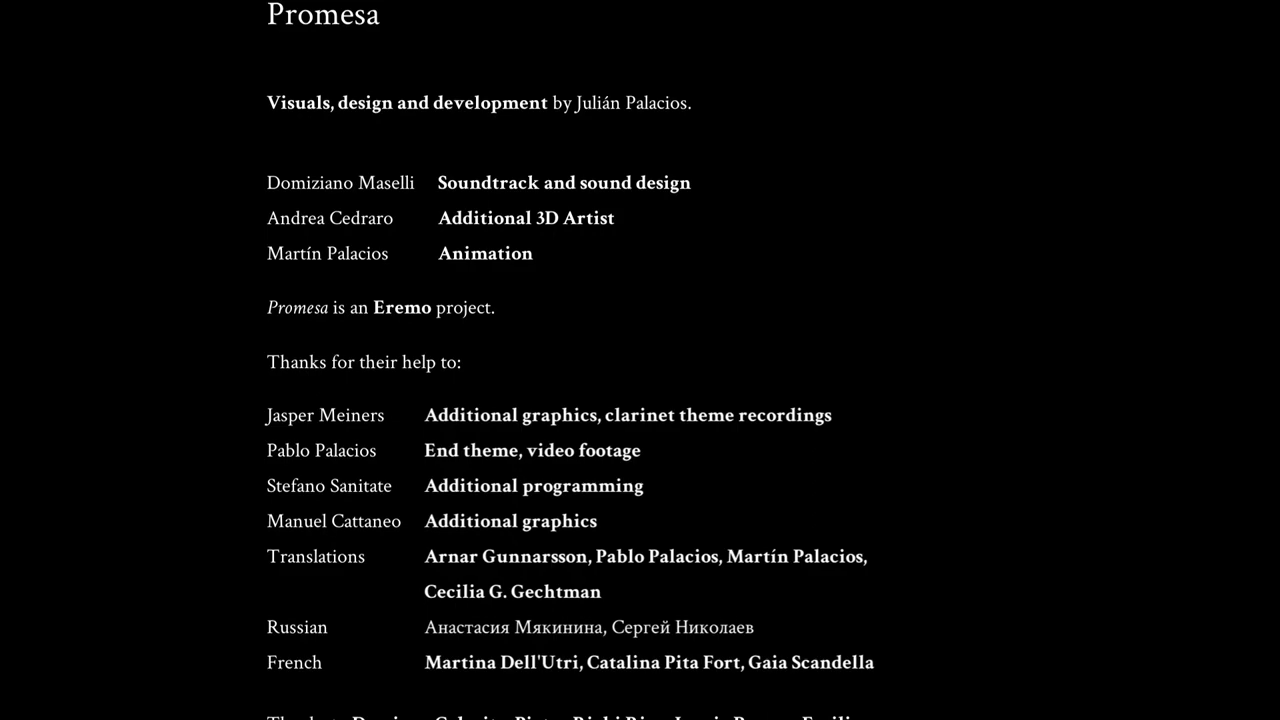 Promesa
Visuals, design and development by Julián Palacios.
Domiziano Maselli Soundtrack and sound design
Andrea Cedraro Additional 3D Artist
Martín Palacios Animation
Promesa is an Eremo project.
Thanks for their help to:
Jasper Meiners Additional graphics, clarinet theme recordings
Pablo Palacios End theme, video footage
Stefano Sanitate Additional programming
Manuel Cattaneo Additional graphics
Translations Arnar Gunnarsson, Pablo Palacios, Martín Palacios,
Cecilia G. Gechtman
Russian Анастасия Мякинина, Сергей Николаев
French Martina Dell'Utri, Catalina Pita Fort, Gaia Scandella